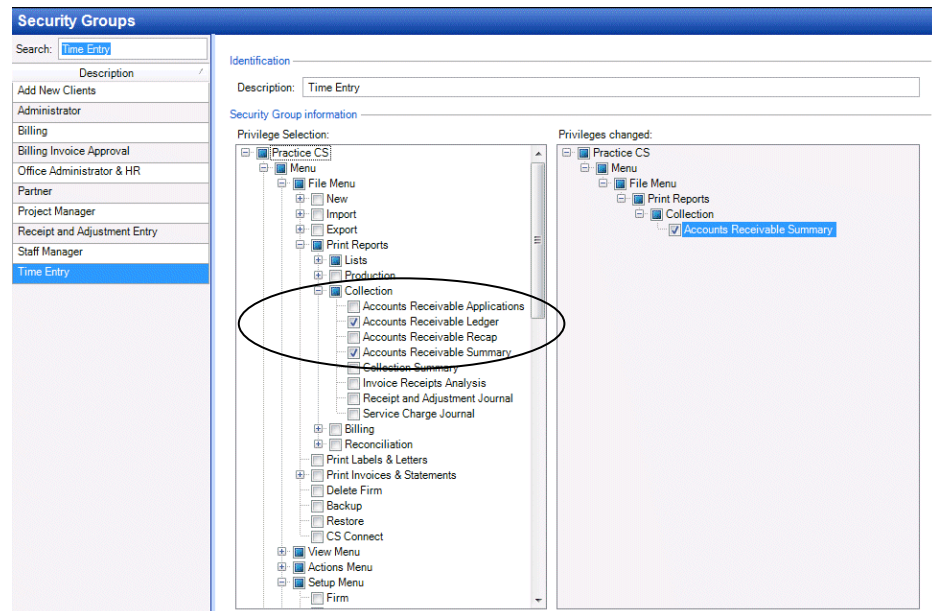 Security Groups
Search: Time Entry
Description
Add New Clients
Administrator
Billing
Billing Invoice Approval
Office Administrator & HR
Partner
Project Manager
Receipt and Adjustment Entry
Staff Manager
Time Entry
Identification
Description: Time Entry
Security Group information
Privilege Selection:
Practice CS
Menu
File Menu
New
Import
Export
Print Reports
Lists
Production
Collection
Accounts Receivable Applications
Accounts Receivable Ledger
Accounts Receivable Recap
Accounts Receivable Summary
Collection Summary
Invoice Receipts Analysis
Receipt and Adjustment Journal
Service Charge Journal
Billing
Reconciliation
Print Labels & Letters
Print Invoices & Statements
Delete Firm
Backup
Restore
CS Connect
View Menu
Actions Menu
Setup Menu
Firm
Privileges changed:
Practice CS
Menu
File Menu
Print Reports
Collection
Accounts Receivable Summary